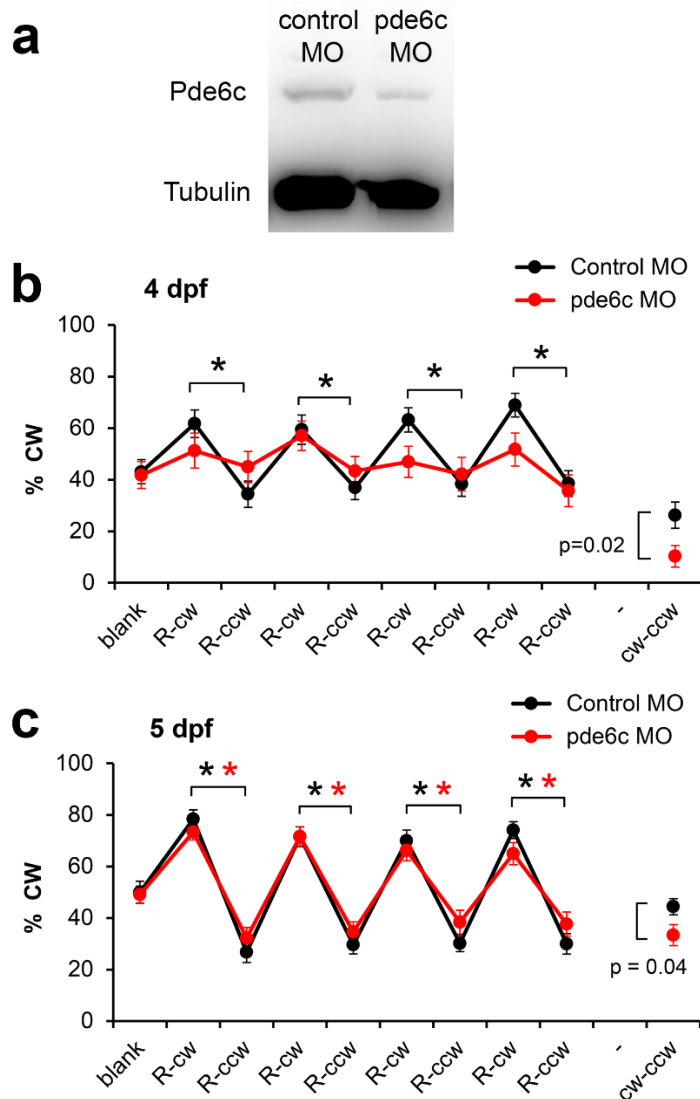 a
control pde6c
MO MO
Pde6c
Tubulin
b
4 dpf
Control MO
pde6c MO
100
80
60
40
20
0
% CW
* * * *
p=0.02
blank R-cw R-ccw R-cw R-ccw R-cw R-ccw R-cw R-ccw - cw-ccw
c
5 dpf
Control MO
pde6c MO
100
80
60
40
20
0
% CW
* * * * * * * *
p = 0.04
blank R-cw R-ccw R-cw R-ccw R-cw R-ccw R-cw R-ccw - cw-ccw